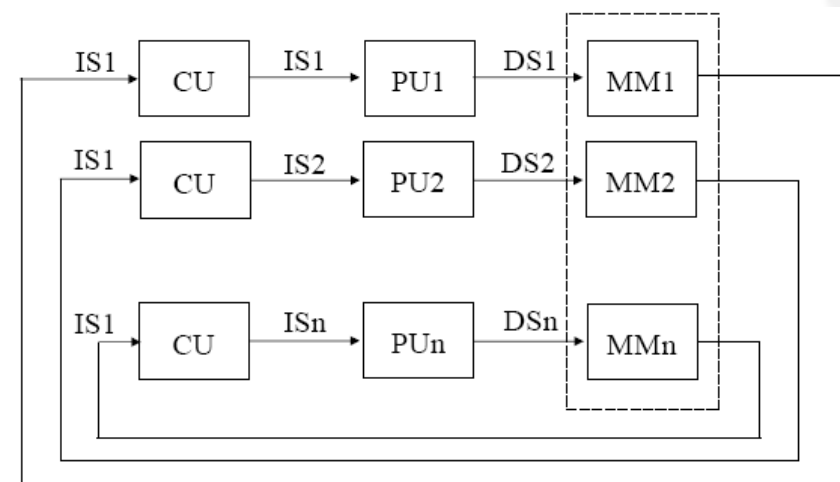 IS1 CU IS1 PU1 DS1 MM1
IS1 CU IS2 PU2 DS2 MM2
IS1 CU ISn PUn DSn MMn